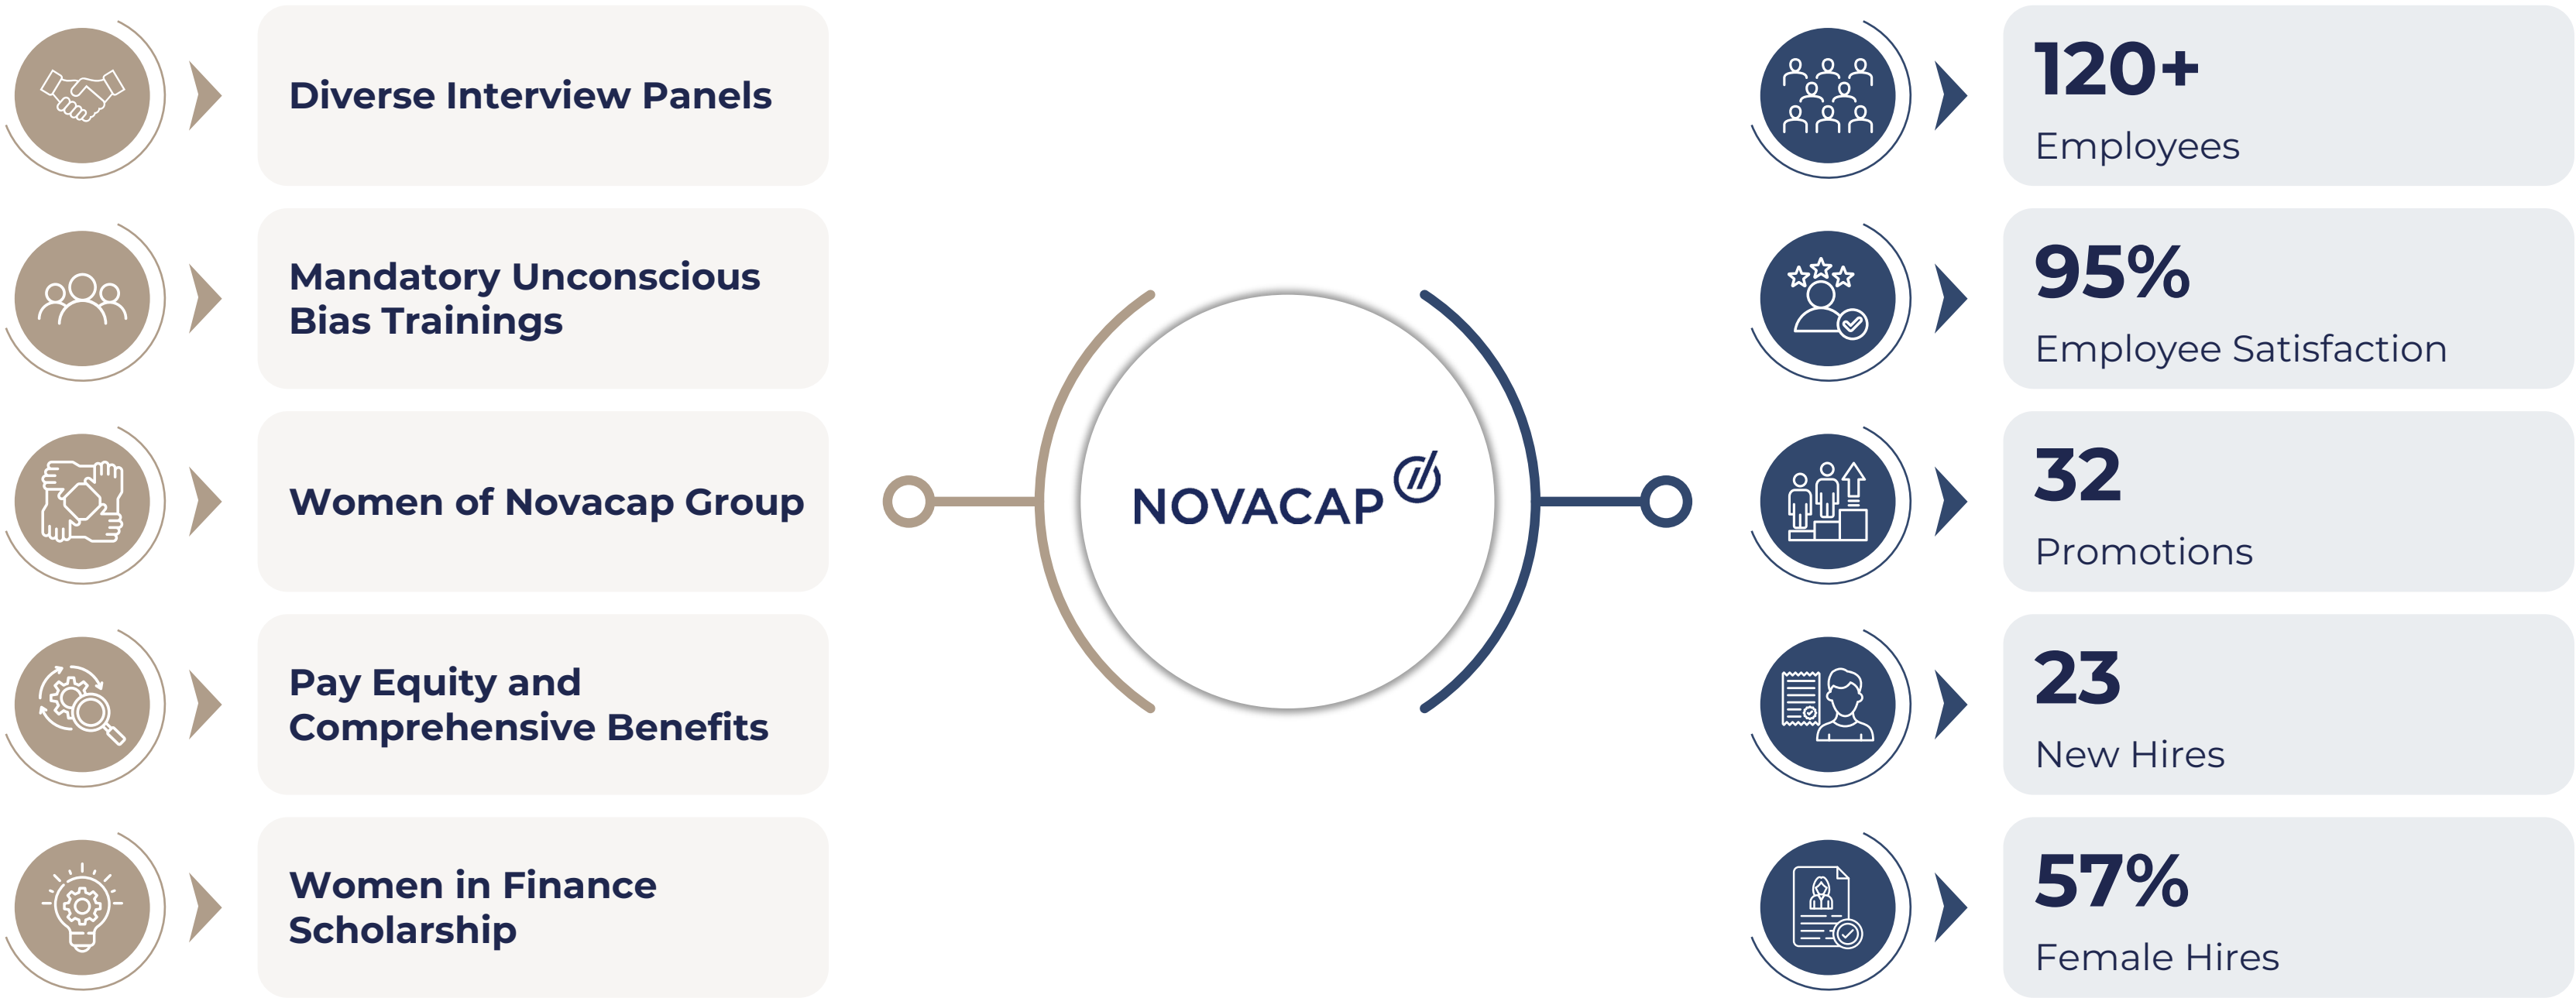 Diverse Interview Panels
Mandatory Unconscious
Bias Trainings
Women of Novacap Group
Pay Equity and
Comprehensive Benefits
Women in Finance
Scholarship
NOVACAP
120+
Employees
95%
Employee Satisfaction
32
Promotions
23
New Hires
57%
Female Hires